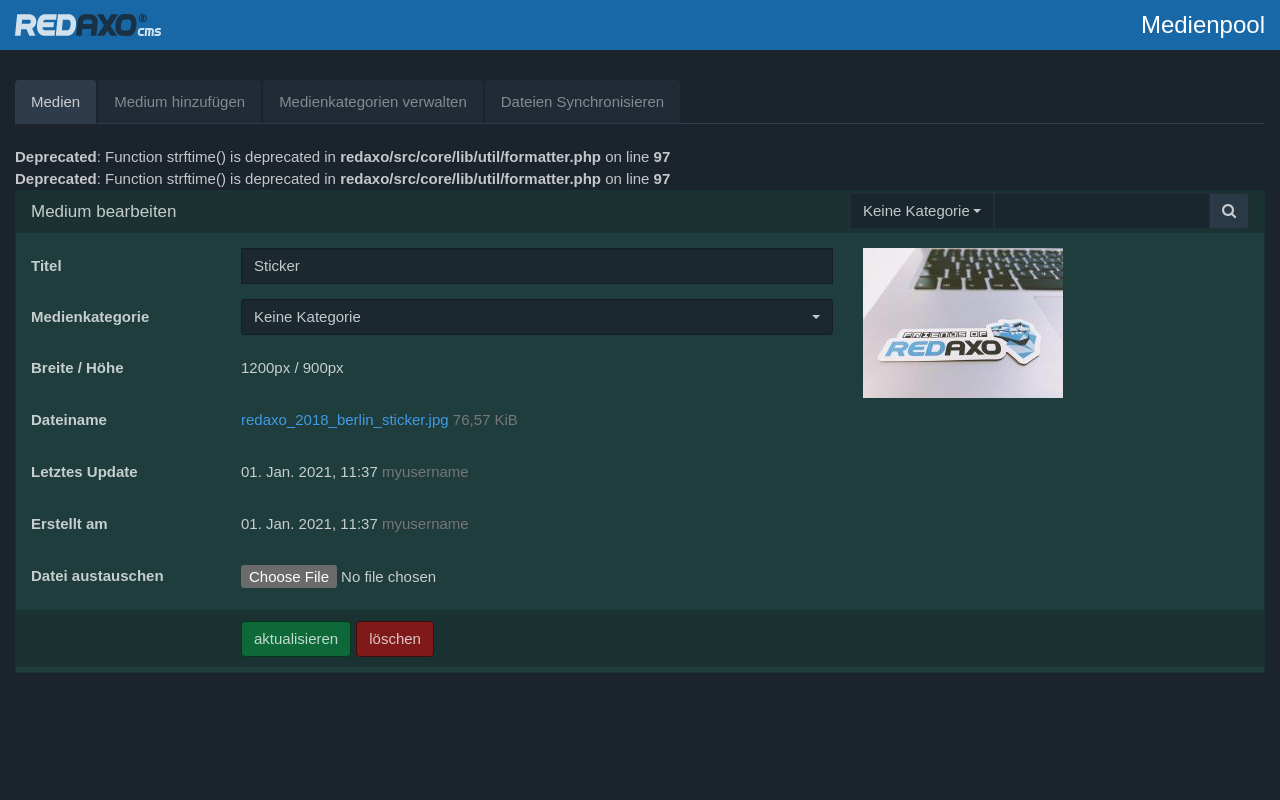 REDAXO® cms
Medienpool
Medien
Medium hinzufügen
Medienkategorien verwalten
Dateien Synchronisieren
Deprecated: Function strftime() is deprecated in redaxo/src/core/lib/util/formatter.php on line 97
Deprecated: Function strftime() is deprecated in redaxo/src/core/lib/util/formatter.php on line 97
Medium bearbeiten
Keine Kategorie
Titel
Sticker
Medienkategorie
Keine Kategorie
Breite / Höhe
1200px / 900px
Dateiname
redaxo_2018_berlin_sticker.jpg 76,57 KiB
Letztes Update
01. Jan. 2021, 11:37 myusername
Erstellt am
01. Jan. 2021, 11:37 myusername
Datei austauschen
Choose File No file chosen
aktualisieren
löschen
FRIENDS OF
REDAXO